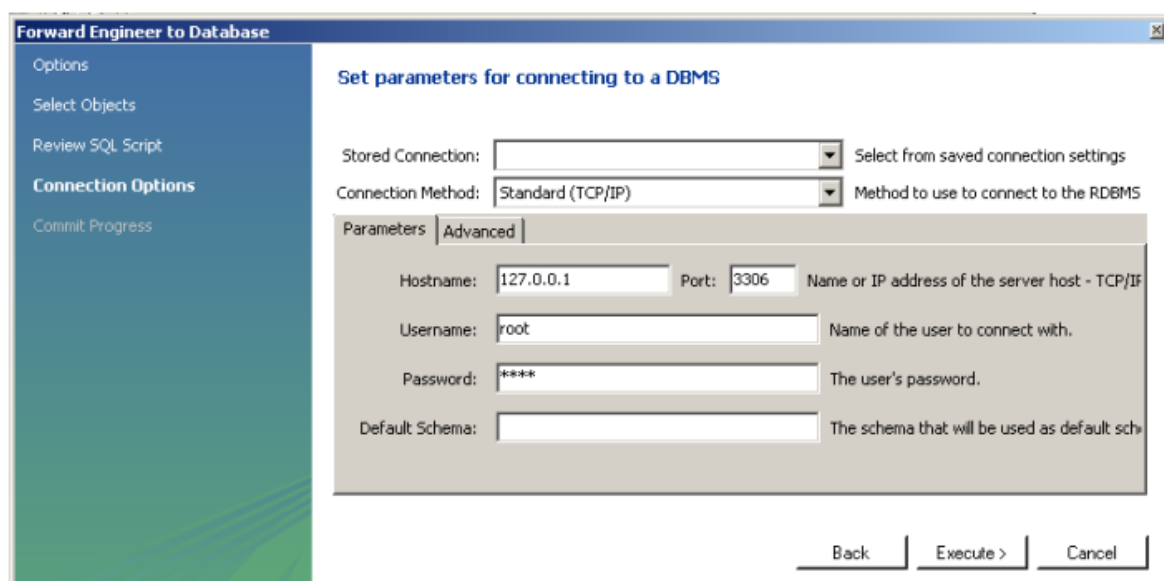 Forward Engineer to Database
Options
Select Objects
Review SQL Script
Connection Options
Commit Progress
Set parameters for connecting to a DBMS
Stored Connection: Select from saved connection settings
Connection Method: Standard (TCP/IP) Method to use to connect to the RDBMS
Parameters Advanced
Hostname: 127.0.0.1 Port: 3306 Name or IP address of the server host - TCP/IP
Username: root Name of the user to connect with.
Password: **** The user's password.
Default Schema: The schema that will be used as default
Back Execute > Cancel